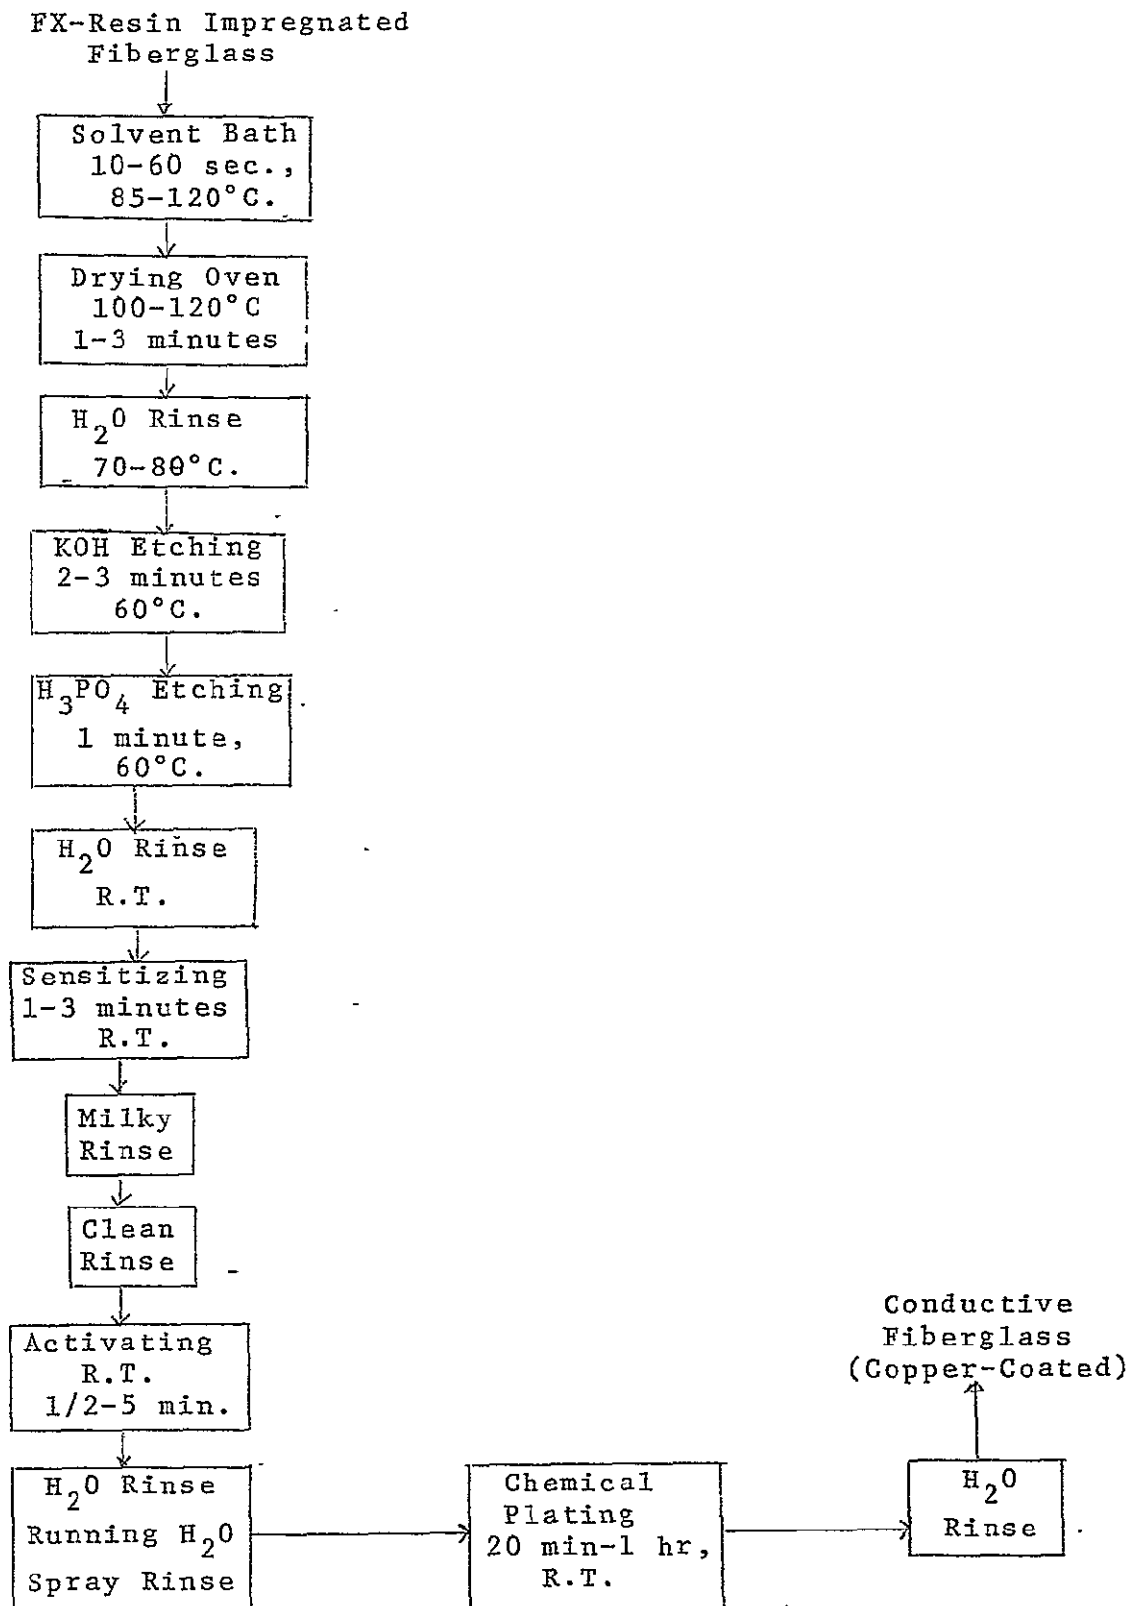 FX-Resin Impregnated
Fiberglass
Solvent Bath
10-60 sec.,
85-120°C.
Drying Oven
100-120°C
1-3 minutes
H₂O Rinse
70-80°C.
KOH Etching
2-3 minutes
60°C.
H₃PO₄ Etching
1 minute,
60°C.
H₂O Rinse
R.T.
Sensitizing
1-3 minutes
R.T.
Milky
Rinse
Clean
Rinse
Activating
R.T.
1/2-5 min.
H₂O Rinse
Running H₂O
Spray Rinse
Chemical
Plating
20 min-1 hr,
R.T.
H₂O
Rinse
Conductive
Fiberglass
(Copper-Coated)